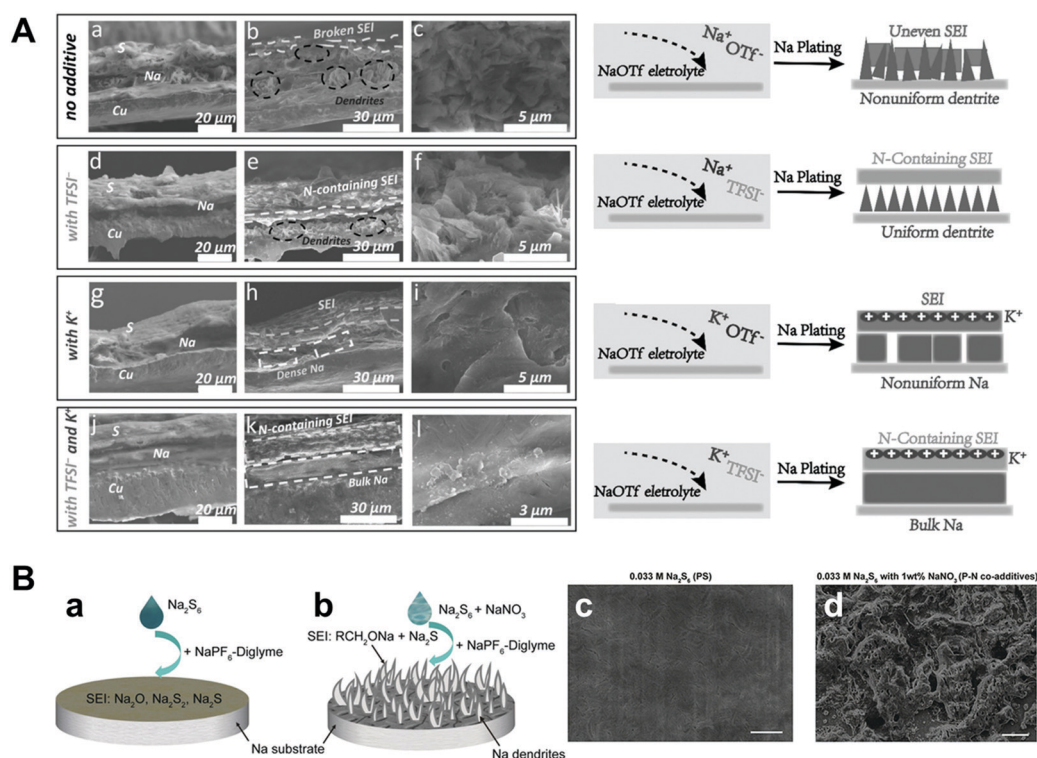 A
no additive
a
S
Na
Cu
20 µm
b
Broken SEI
Dendrites
30 µm
c
5 µm
Na⁺
OTf⁻
NaOTf eletrolyte
Na Plating
Uneven SEI
Nonuniform dentrite
with TFSI⁻
d
S
Na
Cu
20 µm
e
N-containing SEI
Dendrites
30 µm
f
5 µm
Na⁺
TFSI⁻
NaOTf eletrolyte
Na Plating
N-Containing SEI
Uniform dentrite
with K⁺
g
S
Na
Cu
20 µm
h
SEI
Dense Na
30 µm
i
5 µm
K⁺
OTf⁻
NaOTf eletrolyte
Na Plating
SEI
+ + + + + + + + K⁺
Nonuniform Na
with TFSI⁻ and K⁺
j
S
Na
Cu
20 µm
k
N-containing SEI
Bulk Na
30 µm
l
3 µm
K⁺
TFSI⁻
NaOTf eletrolyte
Na Plating
N-Containing SEI
+ + + + + + + + K⁺
Bulk Na
B
a
Na₂S₆
+ NaPF₆-Diglyme
SEI: Na₂O, Na₂S₂, Na₂S
Na substrate
b
Na₂S₆ + NaNO₃
SEI: RCH₂ONa + Na₂S
+ NaPF₆-Diglyme
Na dendrites
0.033 M Na₂S₆ (PS)
c
0.033 M Na₂S₆ with 1wt% NaNO₃ (P-N co-additives)
d